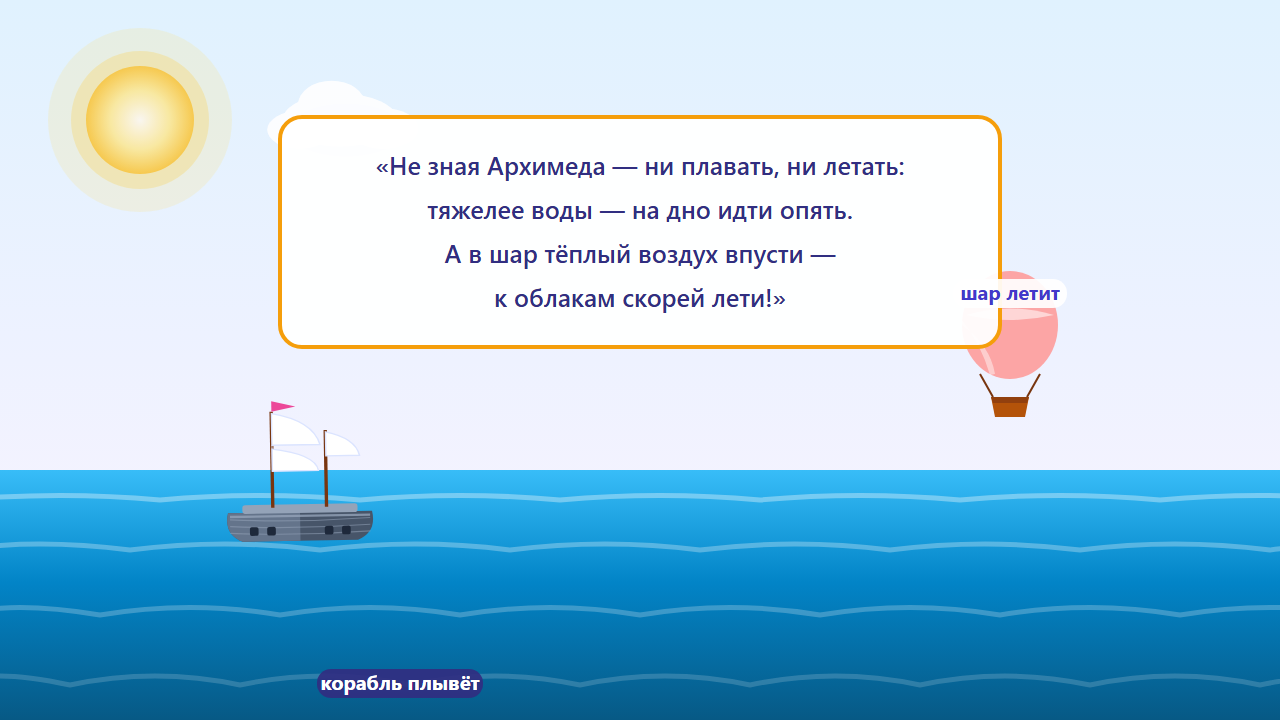 «Не зная Архимеда — ни плавать, ни летать:
тяжелее воды — на дно идти опять.
А в шар тёплый воздух впусти —
к облакам скорей лети!»
шар летит
корабль плывёт